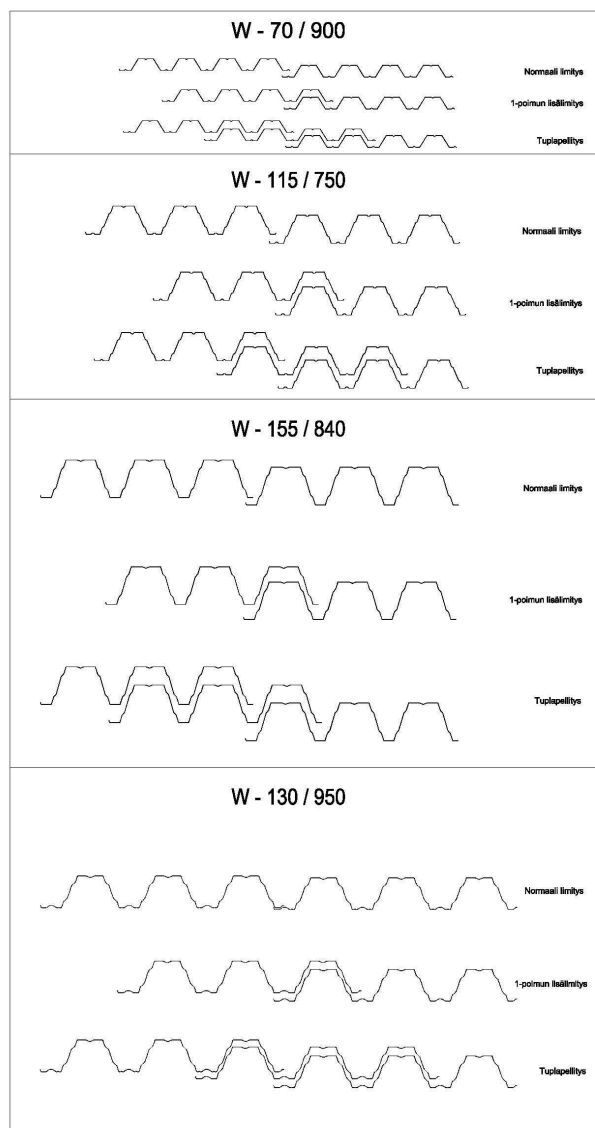 W - 70 / 900
Normaali limitys
1-poimun lisälimitys
Tuplapellitys
W - 115 / 750
Normaali limitys
1-poimun lisälimitys
Tuplapellitys
W - 155 / 840
Normaali limitys
1-poimun lisälimitys
Tuplapellitys
W - 130 / 950
Normaali limitys
1-poimun lisälimitys
Tuplapellitys